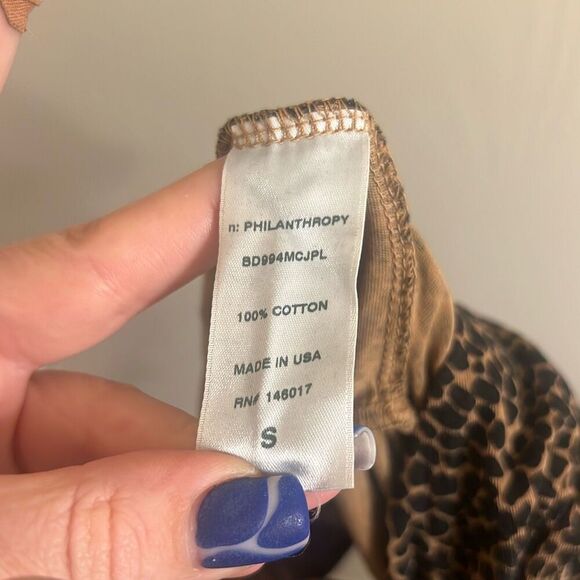 n: PHILANTHROPY
BD994MCJPL
100% COTTON
MADE IN USA
RN# 146017
S